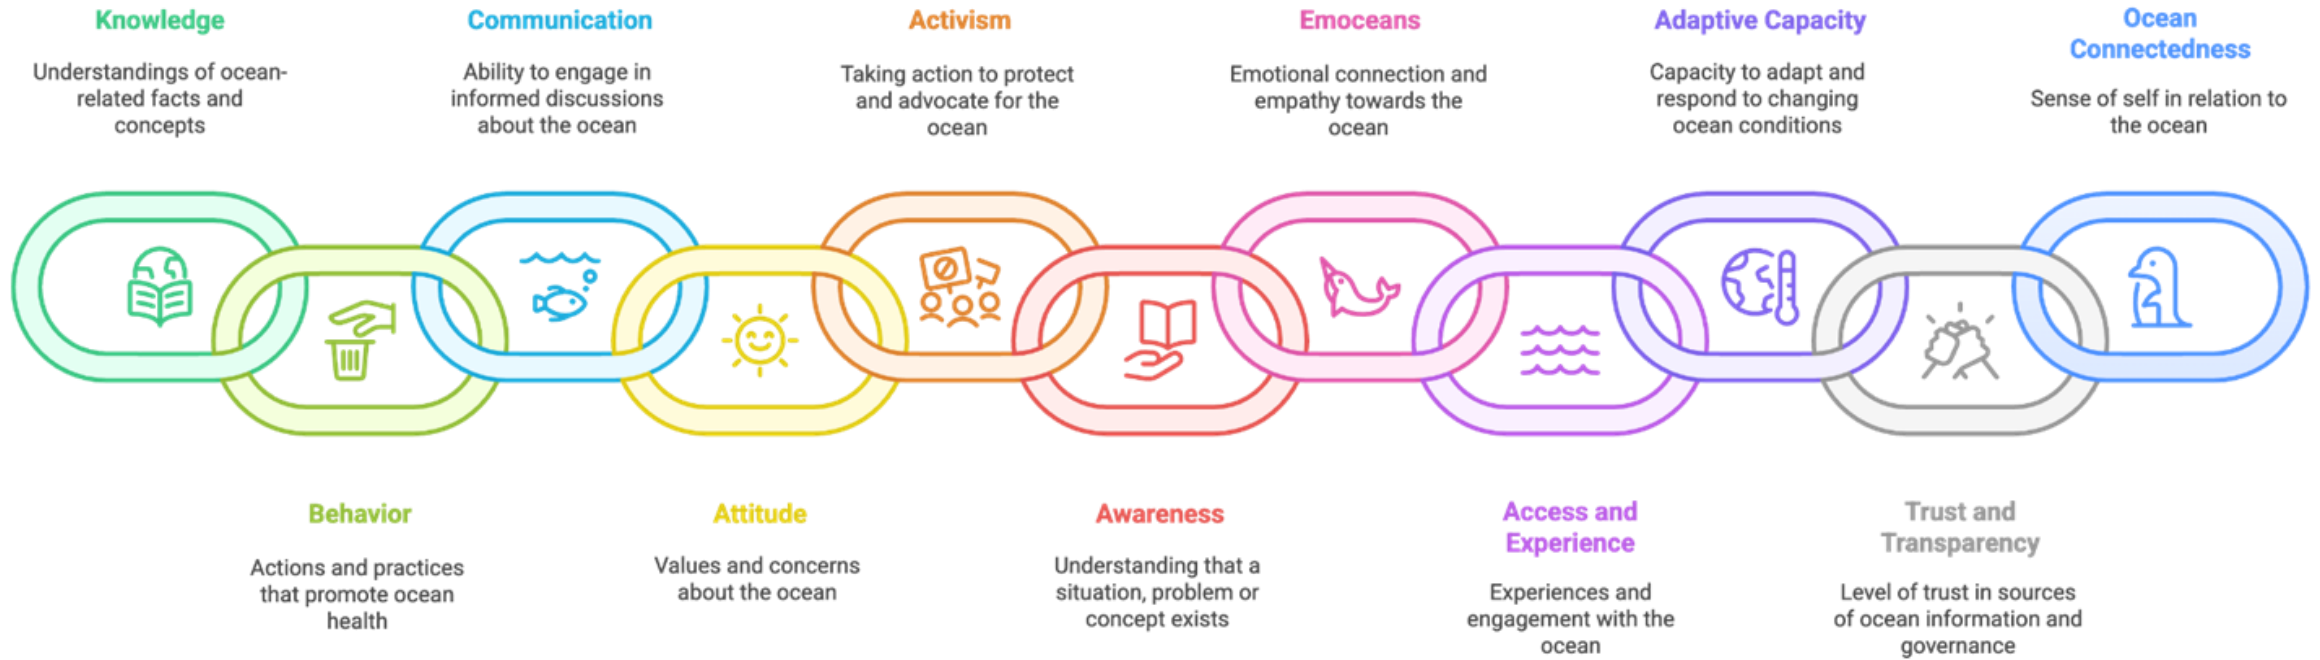 Knowledge
Understandings of ocean-
related facts and
concepts
Communication
Ability to engage in
informed discussions
about the ocean
Activism
Taking action to protect
and advocate for the
ocean
Emoceans
Emotional connection and
empathy towards the
ocean
Adaptive Capacity
Capacity to adapt and
respond to changing
ocean conditions
Ocean
Connectedness
Sense of self in relation to
the ocean
Behavior
Actions and practices
that promote ocean
health
Attitude
Values and concerns
about the ocean
Awareness
Understanding that a
situation, problem or
concept exists
Access and
Experience
Experiences and
engagement with the
ocean
Trust and
Transparency
Level of trust in sources
of ocean information and
governance